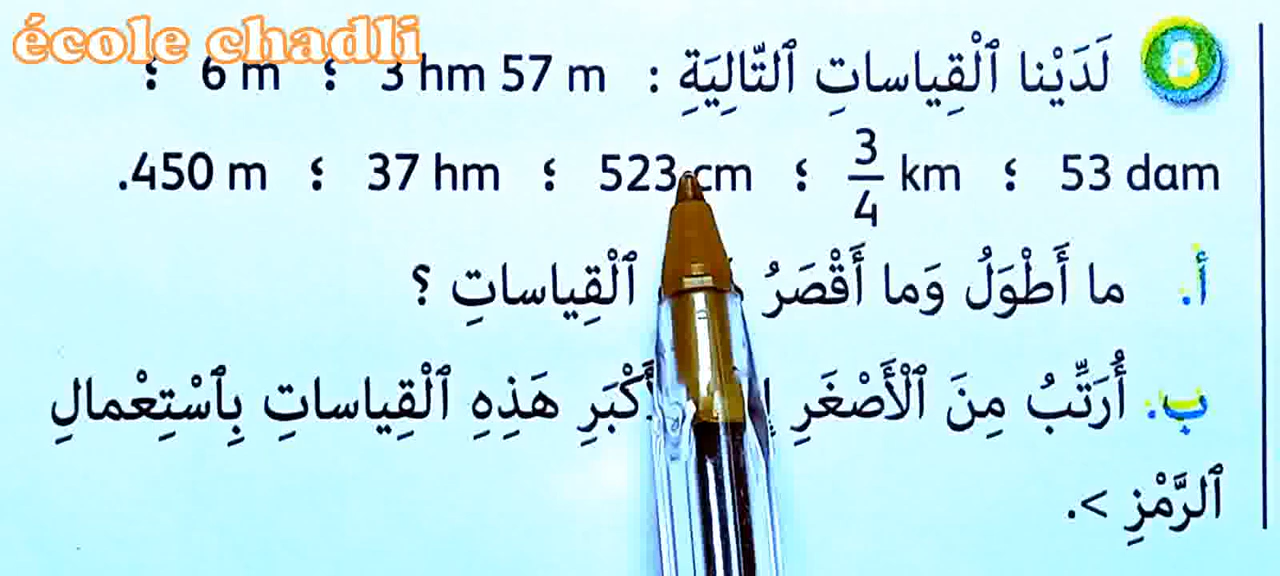 école chadli
8 لَدَيْنا ٱلْقِياساتِ ٱلتّالِيَةِ : 3 hm 57 m ؛ 6 m ؛
53 dam ؛ 3/4 km ؛ 523 cm ؛ 37 hm ؛ 450 m.
أ. ما أَطْوَلُ وَما أَقْصَرُ ٱلْقِياساتِ ؟
ب. أُرَتِّبُ مِنَ ٱلْأَصْغَرِ أَكْبَرِ هَذِهِ ٱلْقِياساتِ بِٱسْتِعْمالِ
ٱلرَّمْزِ >.